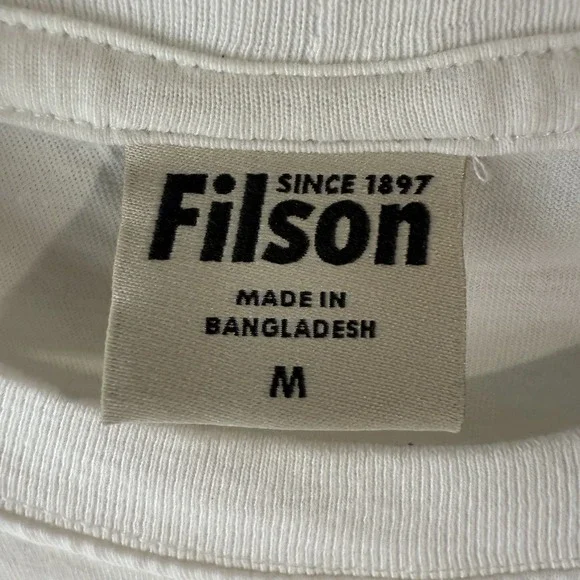 SINCE 1897
Filson
MADE IN
BANGLADESH
M